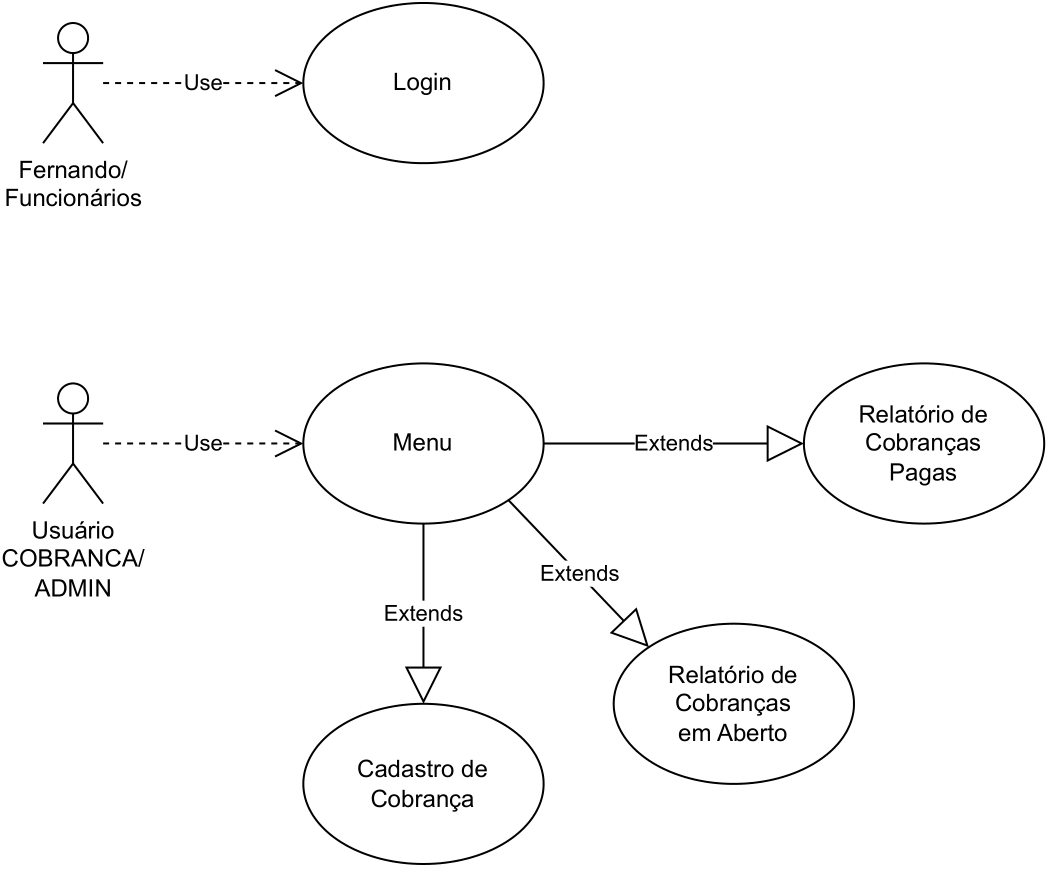 Use
Login
Fernando/
Funcionários
Use
Menu
Extends
Relatório de
Cobranças
Pagas
Usuário
COBRANCA/
ADMIN
Extends
Extends
Relatório de
Cobranças
em Aberto
Cadastro de
Cobrança